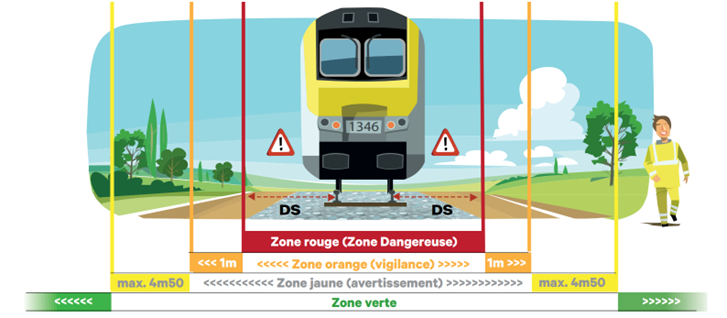 1346
! !
DS DS
Zone rouge (Zone Dangereuse)
<<< 1m <<<<< Zone orange (vigilance) >>>>> 1m >>>
max. 4m50 <<<<<<<<<<< Zone jaune (avertissement) >>>>>>>>>>>> max. 4m50
<<<<<< Zone verte >>>>>>